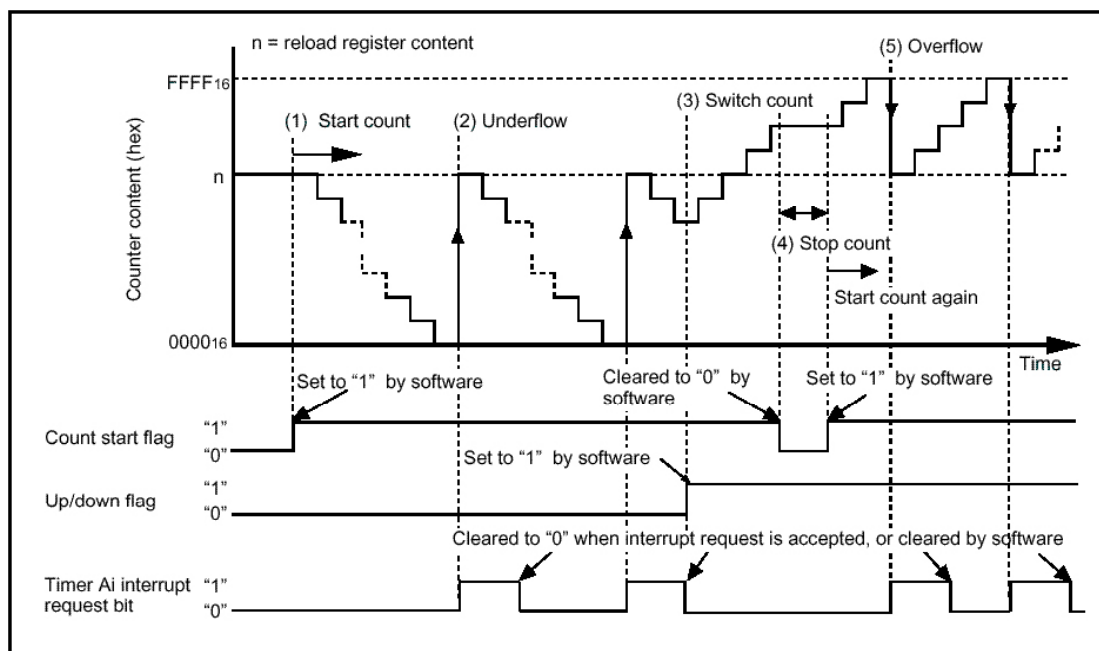 n = reload register content
(5) Overflow
FFFF16
(3) Switch count
(1) Start count
(2) Underflow
Counter content (hex)
n
(4) Stop count
Start count again
000016
Time
Set to “1” by software
Cleared to “0” by
software
Set to “1” by software
Count start flag
“1”
“0”
Set to “1” by software
Up/down flag
“1”
“0”
Cleared to “0” when interrupt request is accepted, or cleared by software
Timer Ai interrupt
request bit
“1”
“0”